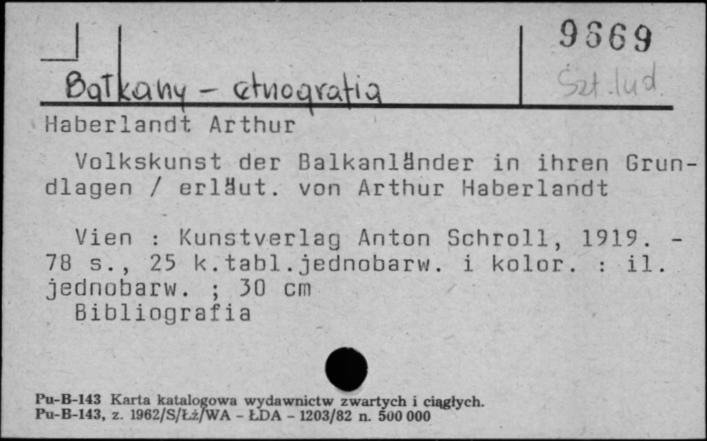 9669
Bałkany - etnografia
Szt. lud.
Haberlandt Arthur
Volkskunst der Balkanländer in ihren Grun-
dlagen / erläut. von Arthur Haberlandt
Vien : Kunstverlag Anton Schroll, 1919. -
78 s., 25 k.tabl.jednobarw. i kolor. : il.
jednobarw. ; 30 cm
Bibliografia
Pu-B-143 Karta katalogowa wydawnictw zwartych i ciągłych.
Pu-B-143, z. 1962/S/Łż/WA - ŁDA - 1203/82 n. 500 000